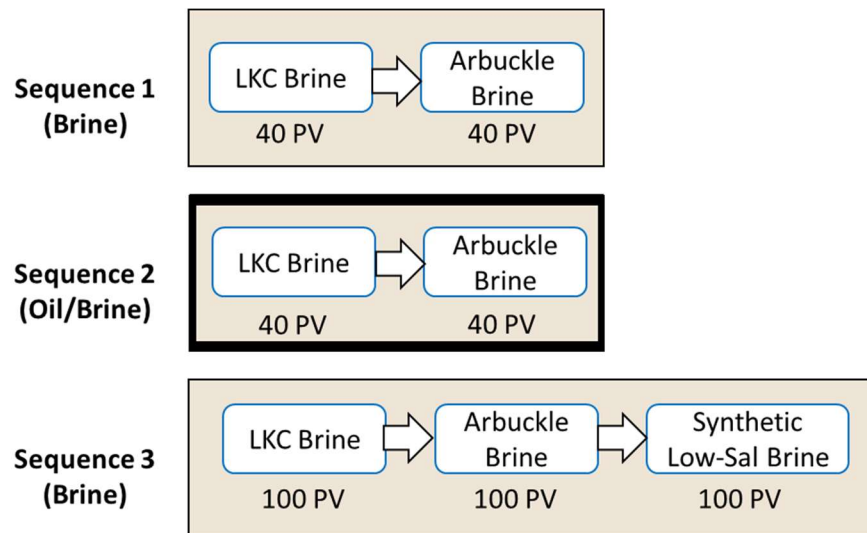 Sequence 1
(Brine)
LKC Brine
Arbuckle
Brine
40 PV
40 PV
Sequence 2
(Oil/Brine)
LKC Brine
Arbuckle
Brine
40 PV
40 PV
Sequence 3
(Brine)
LKC Brine
Arbuckle
Brine
Synthetic
Low-Sal Brine
100 PV
100 PV
100 PV